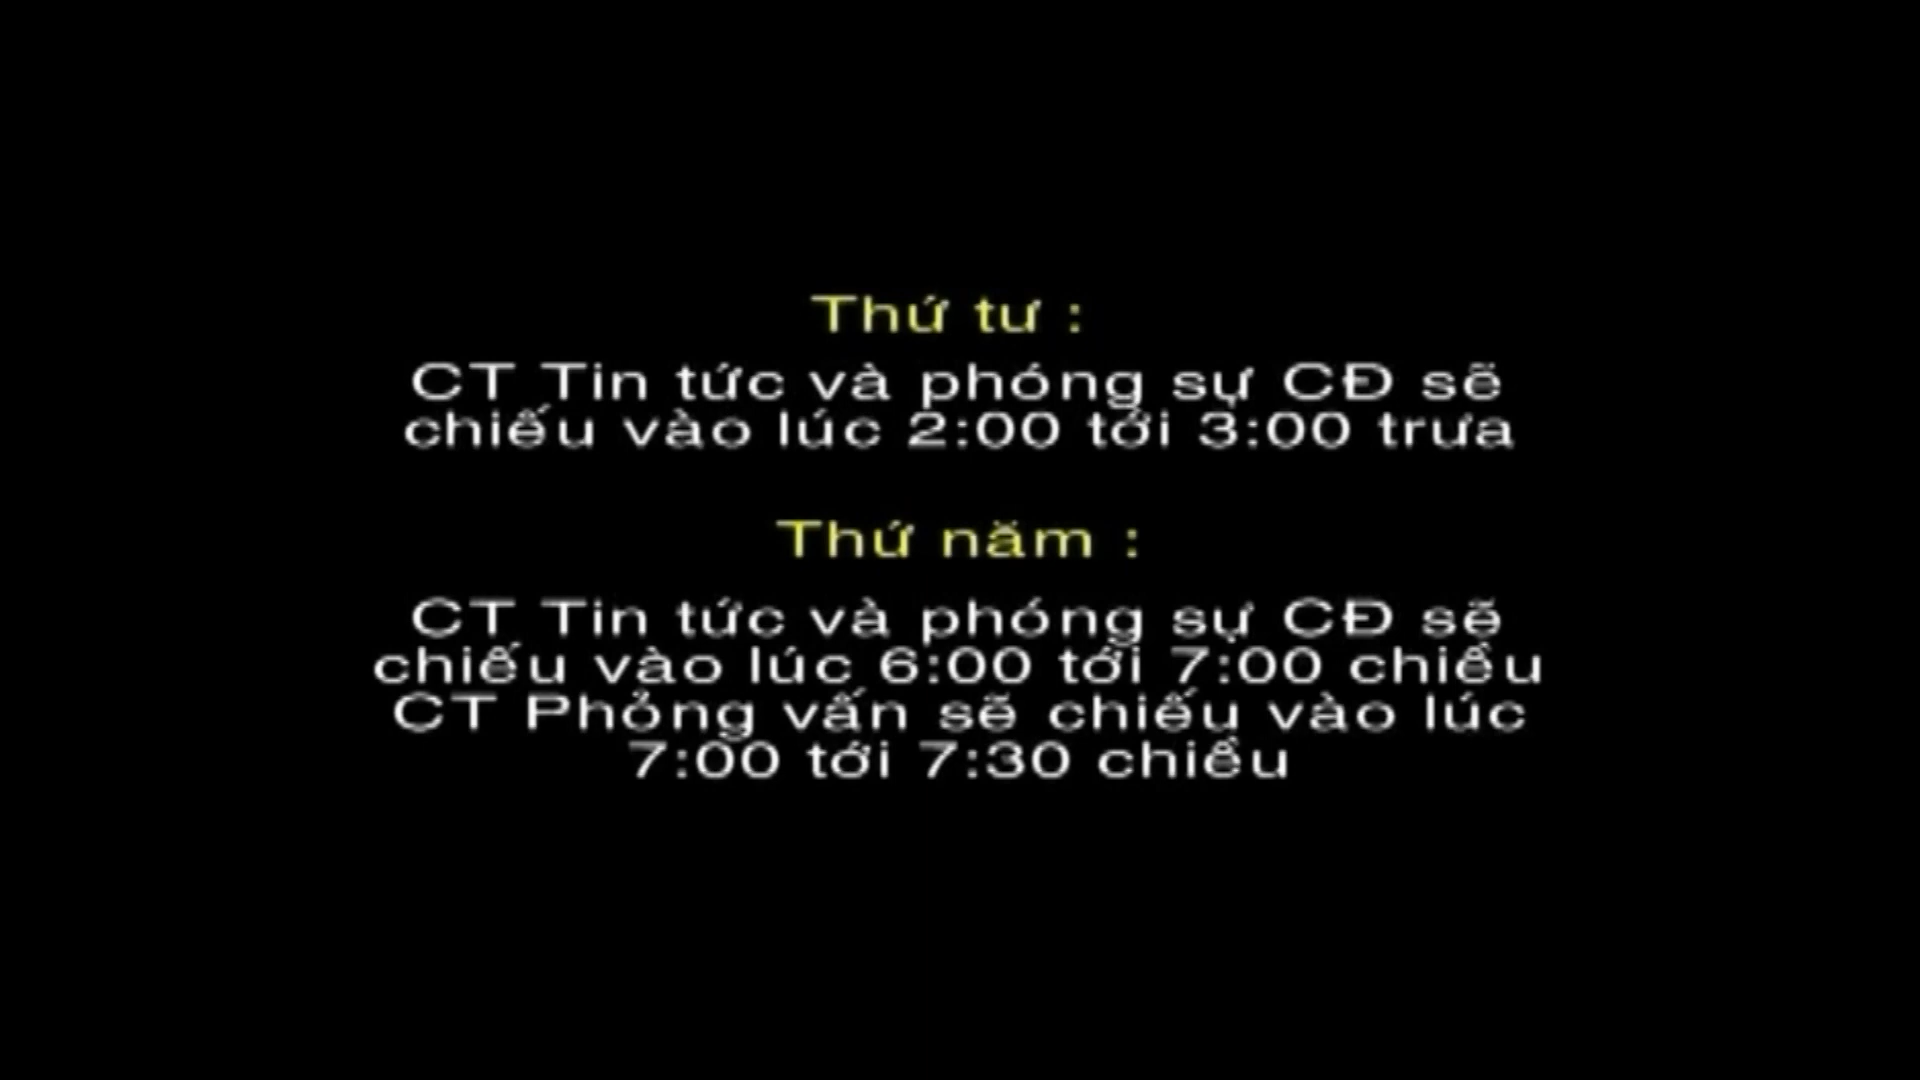 Thứ tư :
CT Tin tức và phóng sự CĐ sẽ
chiếu vào lúc 2:00 tới 3:00 trưa
Thứ năm :
CT Tin tức và phóng sự CĐ sẽ
chiếu vào lúc 6:00 tới 7:00 chiều
CT Phỏng vấn sẽ chiếu vào lúc
7:00 tới 7:30 chiều